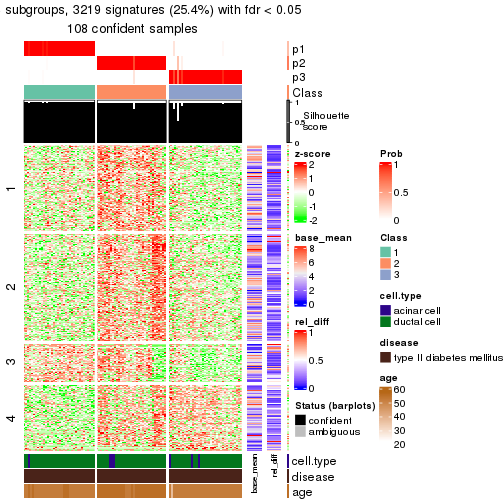 subgroups, 3219 signatures (25.4%) with fdr < 0.05
108 confident samples
p1
p2
p3
Class
1
0.5
0
Silhouette
score
1
2
3
4
z-score
2
1
0
-1
-2
Prob
1
0.5
0
base_mean
8
6
4
2
0
Class
1
2
3
cell.type
acinar cell
ductal cell
rel_diff
1
0.5
0
disease
type II diabetes mellitus
age
60
50
40
30
20
Status (barplots)
confident
ambiguous
cell.type
disease
age
base_mean
rel_diff